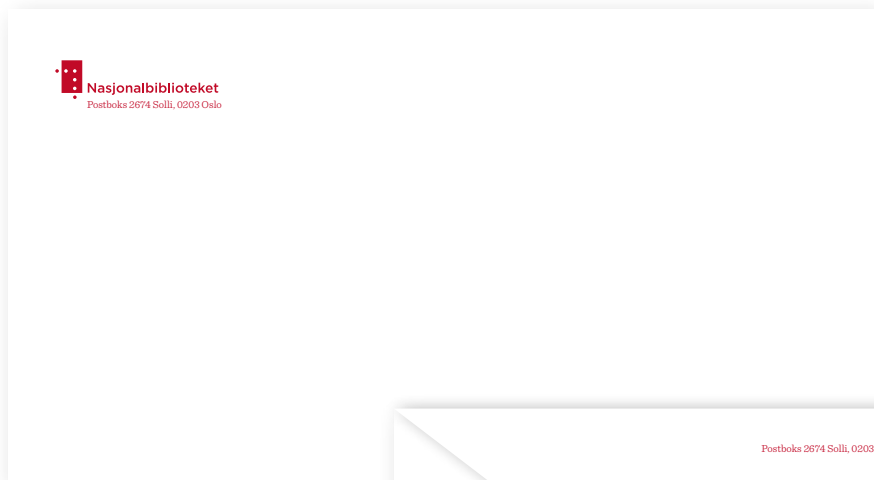 Nasjonalbiblioteket
Postboks 2674 Solli, 0203 Oslo
Postboks 2674 Solli, 0203